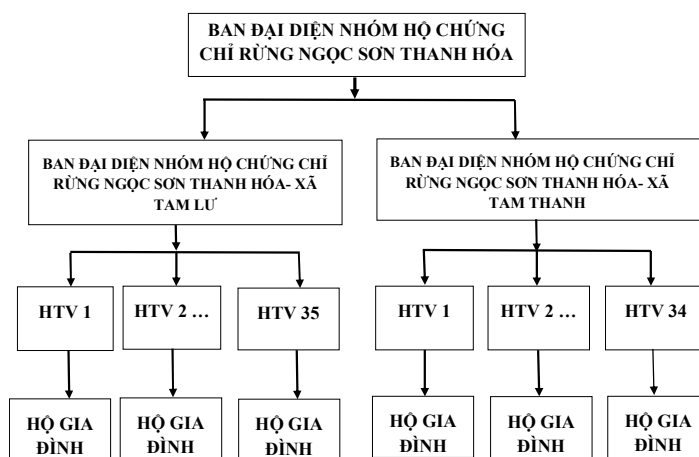 BAN ĐẠI DIỆN NHÓM HỘ CHỨNG
CHỈ RỪNG NGỌC SƠN THANH HÓA
BAN ĐẠI DIỆN NHÓM HỘ CHỨNG CHỈ
RỪNG NGỌC SƠN THANH HÓA- XÃ
TAM LƯ
BAN ĐẠI DIỆN NHÓM HỘ CHỨNG CHỈ
RỪNG NGỌC SƠN THANH HÓA- XÃ
TAM THANH
HTV 1
HTV 2 …
HTV 35
HTV 1
HTV 2 …
HTV 34
HỘ GIA
ĐÌNH
HỘ GIA
ĐÌNH
HỘ GIA
ĐÌNH
HỘ GIA
ĐÌNH
HỘ GIA
ĐÌNH
HỘ GIA
ĐÌNH